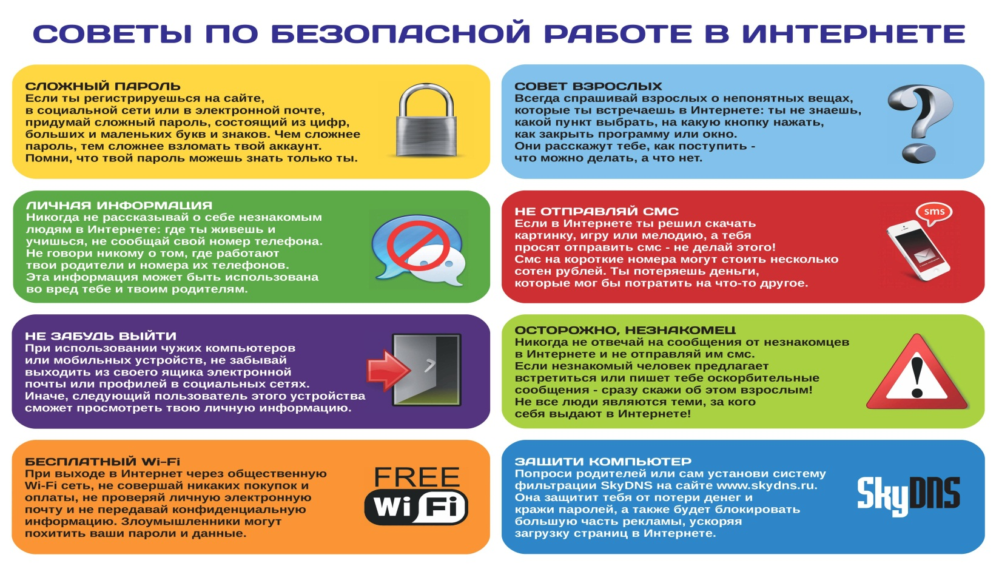 СОВЕТЫ ПО БЕЗОПАСНОЙ РАБОТЕ В ИНТЕРНЕТЕ
СЛОЖНЫЙ ПАРОЛЬ
Если ты регистрируешься на сайте,
в социальной сети или в электронной почте,
придумай сложный пароль, состоящий из цифр,
больших и маленьких букв и знаков. Чем сложнее
пароль, тем сложнее взломать твой аккаунт.
Помни, что твой пароль можешь знать только ты.
СОВЕТ ВЗРОСЛЫХ
Всегда спрашивай взрослых о непонятных вещах,
которые ты встречаешь в Интернете: ты не знаешь,
какой пункт выбрать, на какую кнопку нажать,
как закрыть программу или окно.
Они расскажут тебе, как поступить -
что можно делать, а что нет.
ЛИЧНАЯ ИНФОРМАЦИЯ
Никогда не рассказывай о себе незнакомым
людям в Интернете: где ты живешь и
учишься, не сообщай свой номер телефона.
Не говори никому о том, где работают
твои родители и номера их телефонов.
Эта информация может быть использована
во вред тебе и твоим родителям.
НЕ ОТПРАВЛЯЙ СМС
Если в Интернете ты решил скачать
картинку, игру или мелодию, а тебя
просят отправить смс - не делай этого!
Смс на короткие номера могут стоить несколько
сотен рублей. Ты потеряешь деньги,
которые мог бы потратить на что-то другое.
sms
НЕ ЗАБУДЬ ВЫЙТИ
При использовании чужих компьютеров
или мобильных устройств, не забывай
выходить из своего ящика электронной
почты или профилей в социальных сетях.
Иначе, следующий пользователь этого устройства
сможет просмотреть твою личную информацию.
ОСТОРОЖНО, НЕЗНАКОМЕЦ
Никогда не отвечай на сообщения от незнакомцев
в Интернете и не отправляй им смс.
Если незнакомый человек предлагает
встретиться или пишет тебе оскорбительные
сообщения - сразу скажи об этом взрослым!
Не все люди являются теми, за кого
себя выдают в Интернете!
БЕСПЛАТНЫЙ Wi-Fi
При выходе в Интернет через общественную
Wi-Fi сеть, не совершай никаких покупок и
оплаты, не проверяй личную электронную
почту и не передавай конфиденциальную
информацию. Злоумышленники могут
похитить ваши пароли и данные.
FREE
Wi Fi
ЗАЩИТИ КОМПЬЮТЕР
Попроси родителей или сам установи систему
фильтрации SkyDNS на сайте www.skydns.ru.
Она защитит тебя от потери денег и
кражи паролей, а также будет блокировать
большую часть рекламы, ускоряя
загрузку страниц в Интернете.
SkyDNS